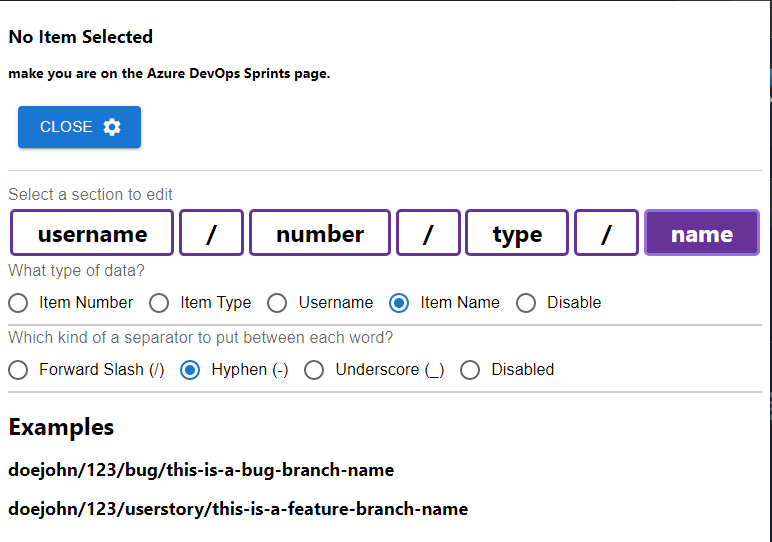 No Item Selected
make you are on the Azure DevOps Sprints page.
CLOSE
Select a section to edit
username / number / type / name
What type of data?
Item Number Item Type Username Item Name Disable
Which kind of a separator to put between each word?
Forward Slash (/) Hyphen (-) Underscore (_) Disabled
Examples
doejohn/123/bug/this-is-a-bug-branch-name
doejohn/123/userstory/this-is-a-feature-branch-name